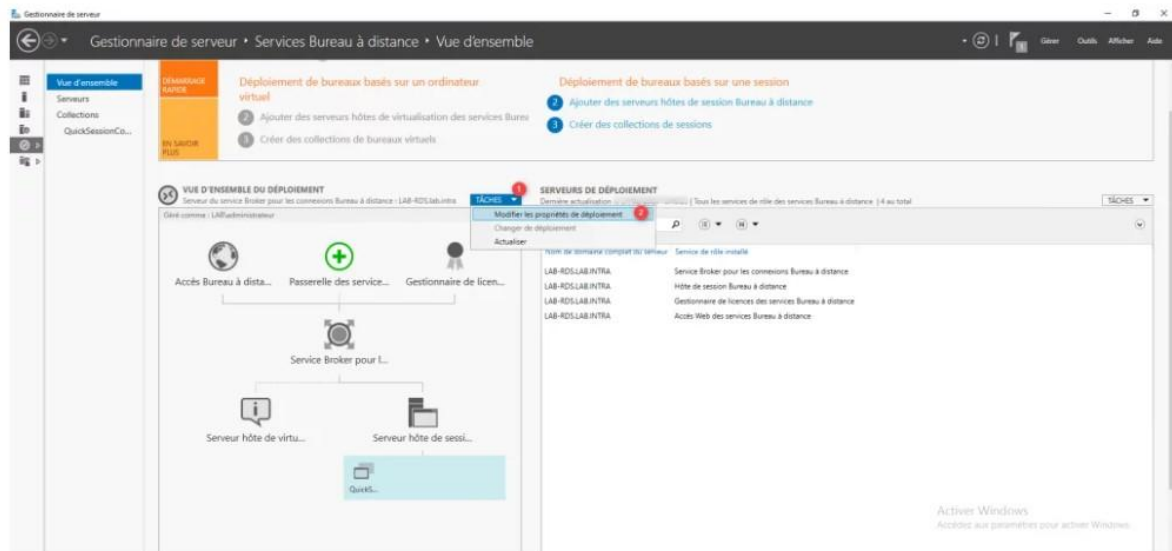 Gestionnaire de serveur
Gestionnaire de serveur • Services Bureau à distance • Vue d'ensemble
Gérer Outils Afficher Aide
Vue d'ensemble
Serveurs
Collections
QuickSessionCo...
DÉMARRAGE
RAPIDE
EN SAVOIR
PLUS
Déploiement de bureaux basés sur un ordinateur
virtuel
2 Ajouter des serveurs hôtes de virtualisation des services Bureau
3 Créer des collections de bureaux virtuels
Déploiement de bureaux basés sur une session
2 Ajouter des serveurs hôtes de session Bureau à distance
3 Créer des collections de sessions
VUE D'ENSEMBLE DU DÉPLOIEMENT
Serveur du service Broker pour les connexions Bureau à distance : LAB-RDS.lab.intra
TÂCHES
1
Géré comme : LAB\administrateur
Modifier les propriétés de déploiement
2
Changer de déploiement
Actualiser
Accès Bureau à dista...
Passerelle des service...
Gestionnaire de licen...
Service Broker pour l...
Serveur hôte de virtu...
Serveur hôte de sessi...
QuickS...
SERVEURS DE DÉPLOIEMENT
Dernière actualisation | Tous les services de rôle des services Bureau à distance | 4 au total
TÂCHES
Nom de domaine complet du serveur Service de rôle installé
LAB-RDS.LAB.INTRA Service Broker pour les connexions Bureau à distance
LAB-RDS.LAB.INTRA Hôte de session Bureau à distance
LAB-RDS.LAB.INTRA Gestionnaire de licences des services Bureau à distance
LAB-RDS.LAB.INTRA Accès Web des services Bureau à distance
Activer Windows
Accédez aux paramètres pour activer Windows.